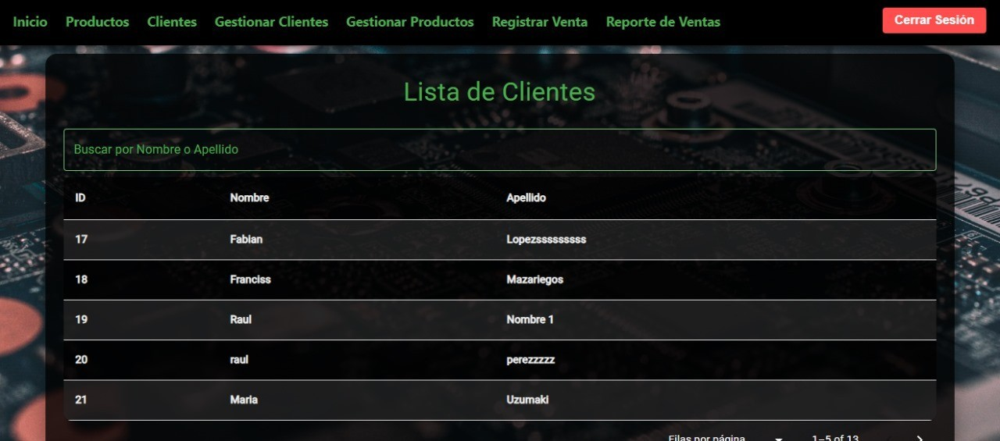 Inicio Productos Clientes Gestionar Clientes Gestionar Productos Registrar Venta Reporte de Ventas Cerrar Sesión
Lista de Clientes
Buscar por Nombre o Apellido
ID Nombre Apellido
17 Fabian Lopezsssssssss
18 Franciss Mazariegos
19 Raul Nombre 1
20 raul perezzzzz
21 Maria Uzumaki
Filas por página 1–5 of 13